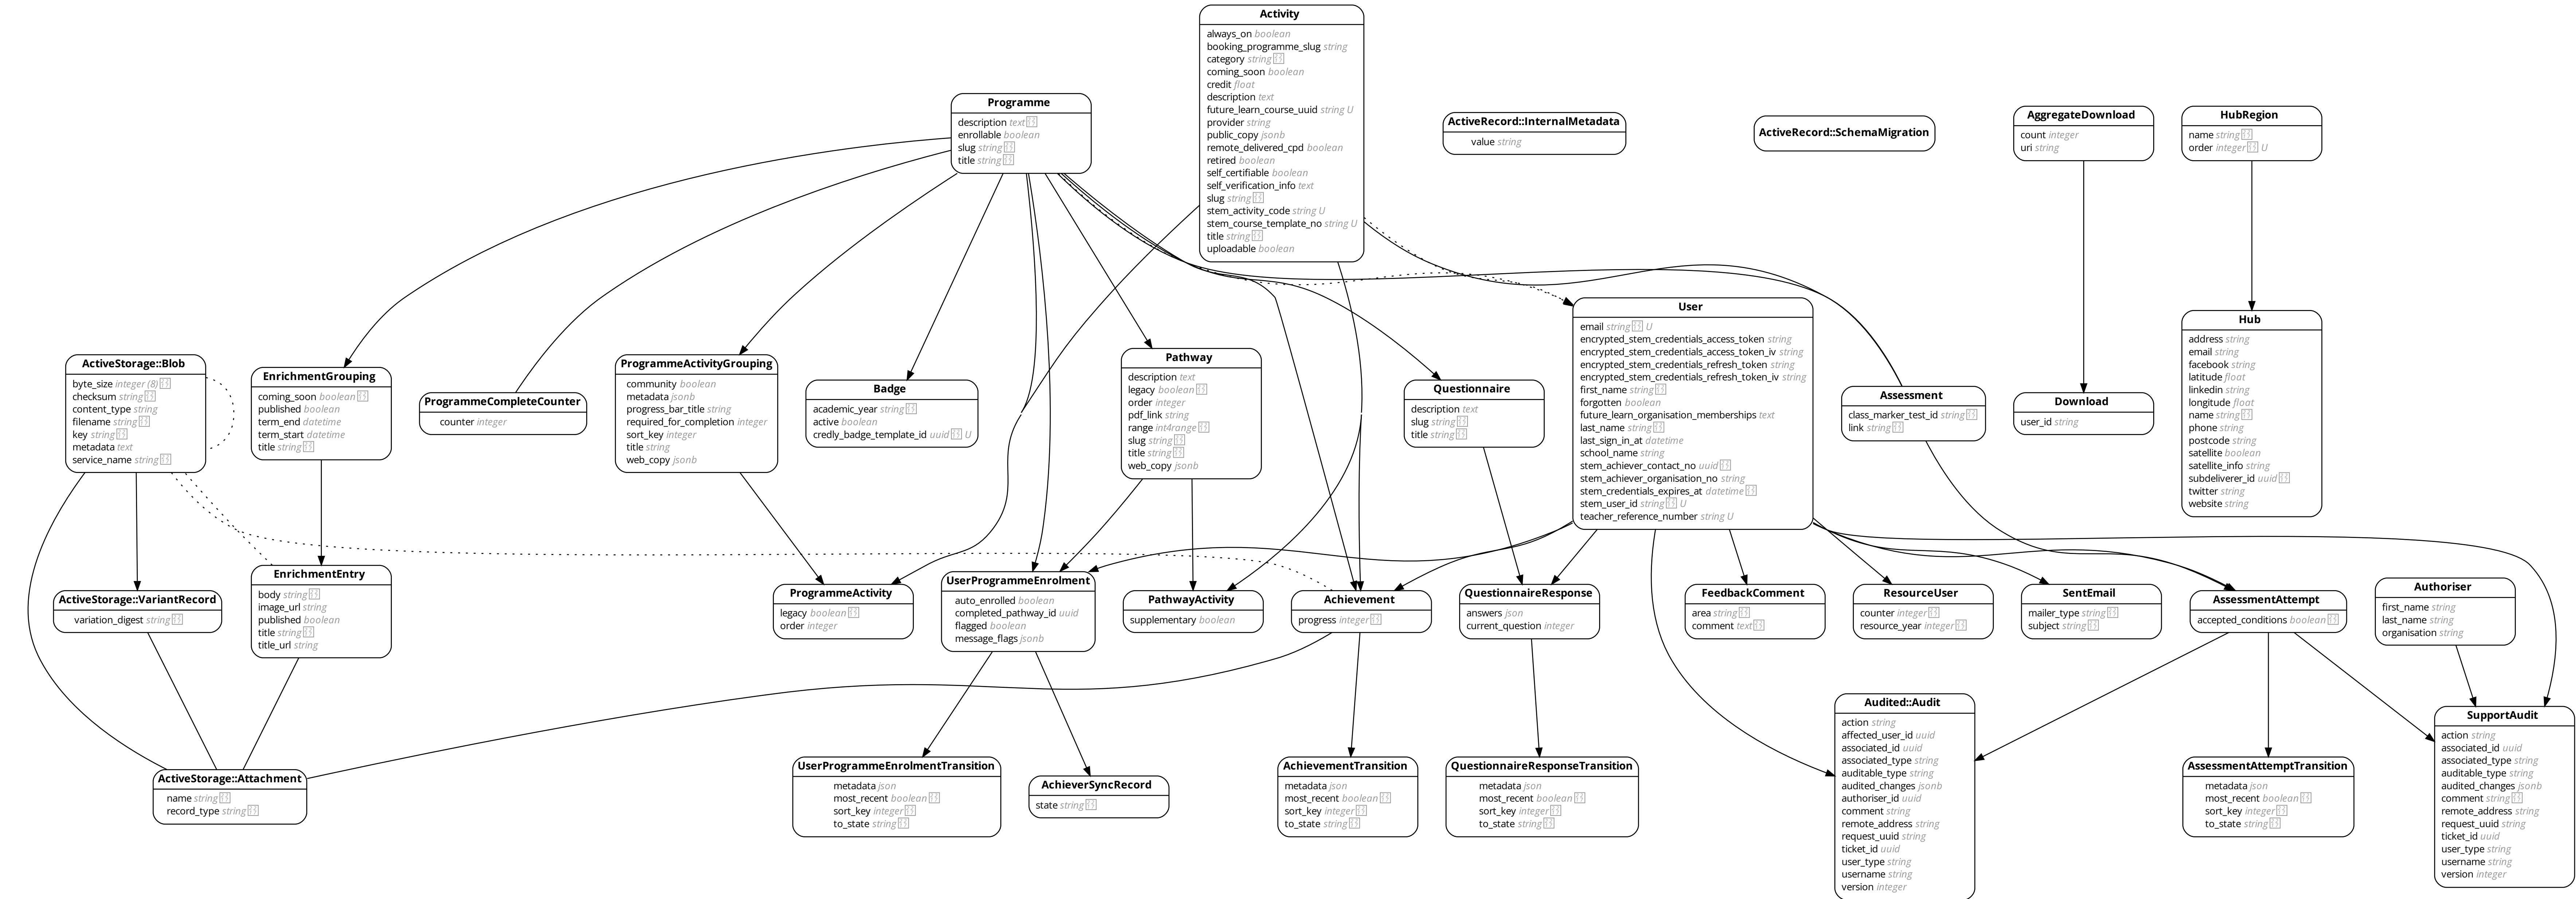 Activity
always_on boolean
booking_programme_slug string
category string
coming_soon boolean
credit float
description text
future_learn_course_uuid string U
provider string
public_copy jsonb
remote_delivered_cpd boolean
retired boolean
self_certifiable boolean
self_verification_info text
slug string
stem_activity_code string U
stem_course_template_no string U
title string
uploadable boolean
Programme
description text
enrollable boolean
slug string
title string
ActiveRecord::InternalMetadata
value string
ActiveRecord::SchemaMigration
AggregateDownload
count integer
uri string
HubRegion
name string
order integer U
ActiveStorage::Blob
byte_size integer (8)
checksum string
content_type string
filename string
key string
metadata text
service_name string
EnrichmentGrouping
coming_soon boolean
published boolean
term_end datetime
term_start datetime
title string
ProgrammeCompleteCounter
counter integer
ProgrammeActivityGrouping
community boolean
metadata jsonb
progress_bar_title string
required_for_completion integer
sort_key integer
title string
web_copy jsonb
Badge
academic_year string
active boolean
credly_badge_template_id uuid U
Pathway
description text
legacy boolean
order integer
pdf_link string
range int4range
slug string
title string
web_copy jsonb
Questionnaire
description text
slug string
title string
User
email string U
encrypted_stem_credentials_access_token string
encrypted_stem_credentials_access_token_iv string
encrypted_stem_credentials_refresh_token string
encrypted_stem_credentials_refresh_token_iv string
first_name string
forgotten boolean
future_learn_organisation_memberships text
last_name string
last_sign_in_at datetime
school_name string
stem_achiever_contact_no uuid
stem_achiever_organisation_no string
stem_credentials_expires_at datetime
stem_user_id string U
teacher_reference_number string U
Assessment
class_marker_test_id string
link string
Download
user_id string
Hub
address string
email string
facebook string
latitude float
linkedin string
longitude float
name string
phone string
postcode string
satellite boolean
satellite_info string
subdeliverer_id uuid
twitter string
website string
ActiveStorage::VariantRecord
variation_digest string
EnrichmentEntry
body string
image_url string
published boolean
title string
title_url string
ProgrammeActivity
legacy boolean
order integer
UserProgrammeEnrolment
auto_enrolled boolean
completed_pathway_id uuid
flagged boolean
message_flags jsonb
PathwayActivity
supplementary boolean
Achievement
progress integer
QuestionnaireResponse
answers json
current_question integer
FeedbackComment
area string
comment text
ResourceUser
counter integer
resource_year integer
SentEmail
mailer_type string
subject string
AssessmentAttempt
accepted_conditions boolean
Authoriser
first_name string
last_name string
organisation string
ActiveStorage::Attachment
name string
record_type string
UserProgrammeEnrolmentTransition
metadata json
most_recent boolean
sort_key integer
to_state string
AchieverSyncRecord
state string
AchievementTransition
metadata json
most_recent boolean
sort_key integer
to_state string
QuestionnaireResponseTransition
metadata json
most_recent boolean
sort_key integer
to_state string
Audited::Audit
action string
affected_user_id uuid
associated_id uuid
associated_type string
auditable_type string
audited_changes jsonb
authoriser_id uuid
comment string
remote_address string
request_uuid string
ticket_id uuid
user_type string
username string
version integer
AssessmentAttemptTransition
metadata json
most_recent boolean
sort_key integer
to_state string
SupportAudit
action string
associated_id uuid
associated_type string
auditable_type string
audited_changes jsonb
comment string
remote_address string
request_uuid string
ticket_id uuid
user_type string
username string
version integer